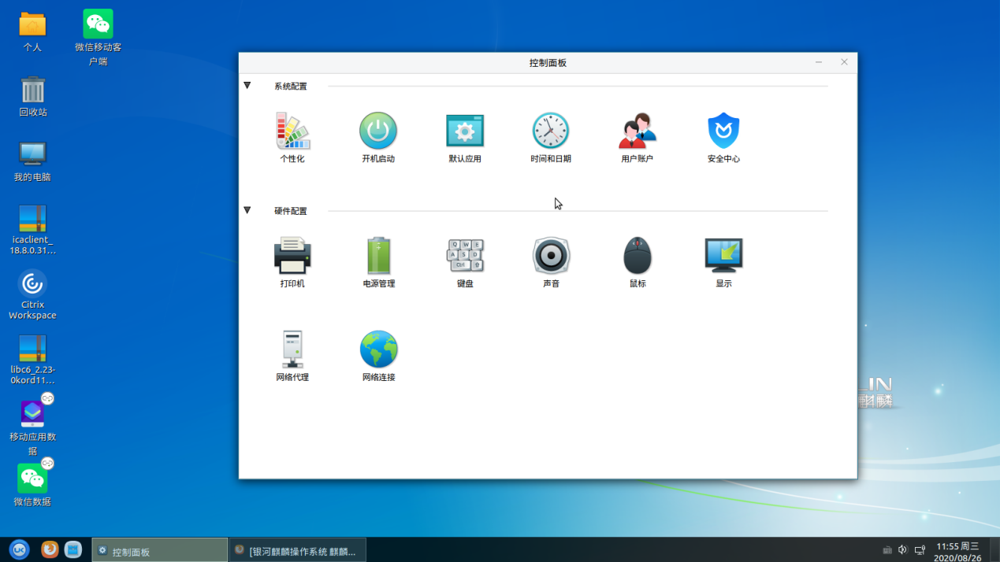 个人
微信移动客
户端
回收站
我的电脑
icaclient_
18.8.0.31...
Citrix
Workspace
libc6_2.23-
0kord11...
移动应用数
据
微信数据
控制面板
系统配置
个性化
开机启动
默认应用
时间和日期
用户账户
安全中心
硬件配置
Q W E
A S D
Ctrl
打印机
电源管理
键盘
声音
鼠标
显示
网络代理
网络连接
LIN
麒麟
UK
控制面板
[银河麒麟操作系统 麒麟...
11:55 周三
2020/08/26